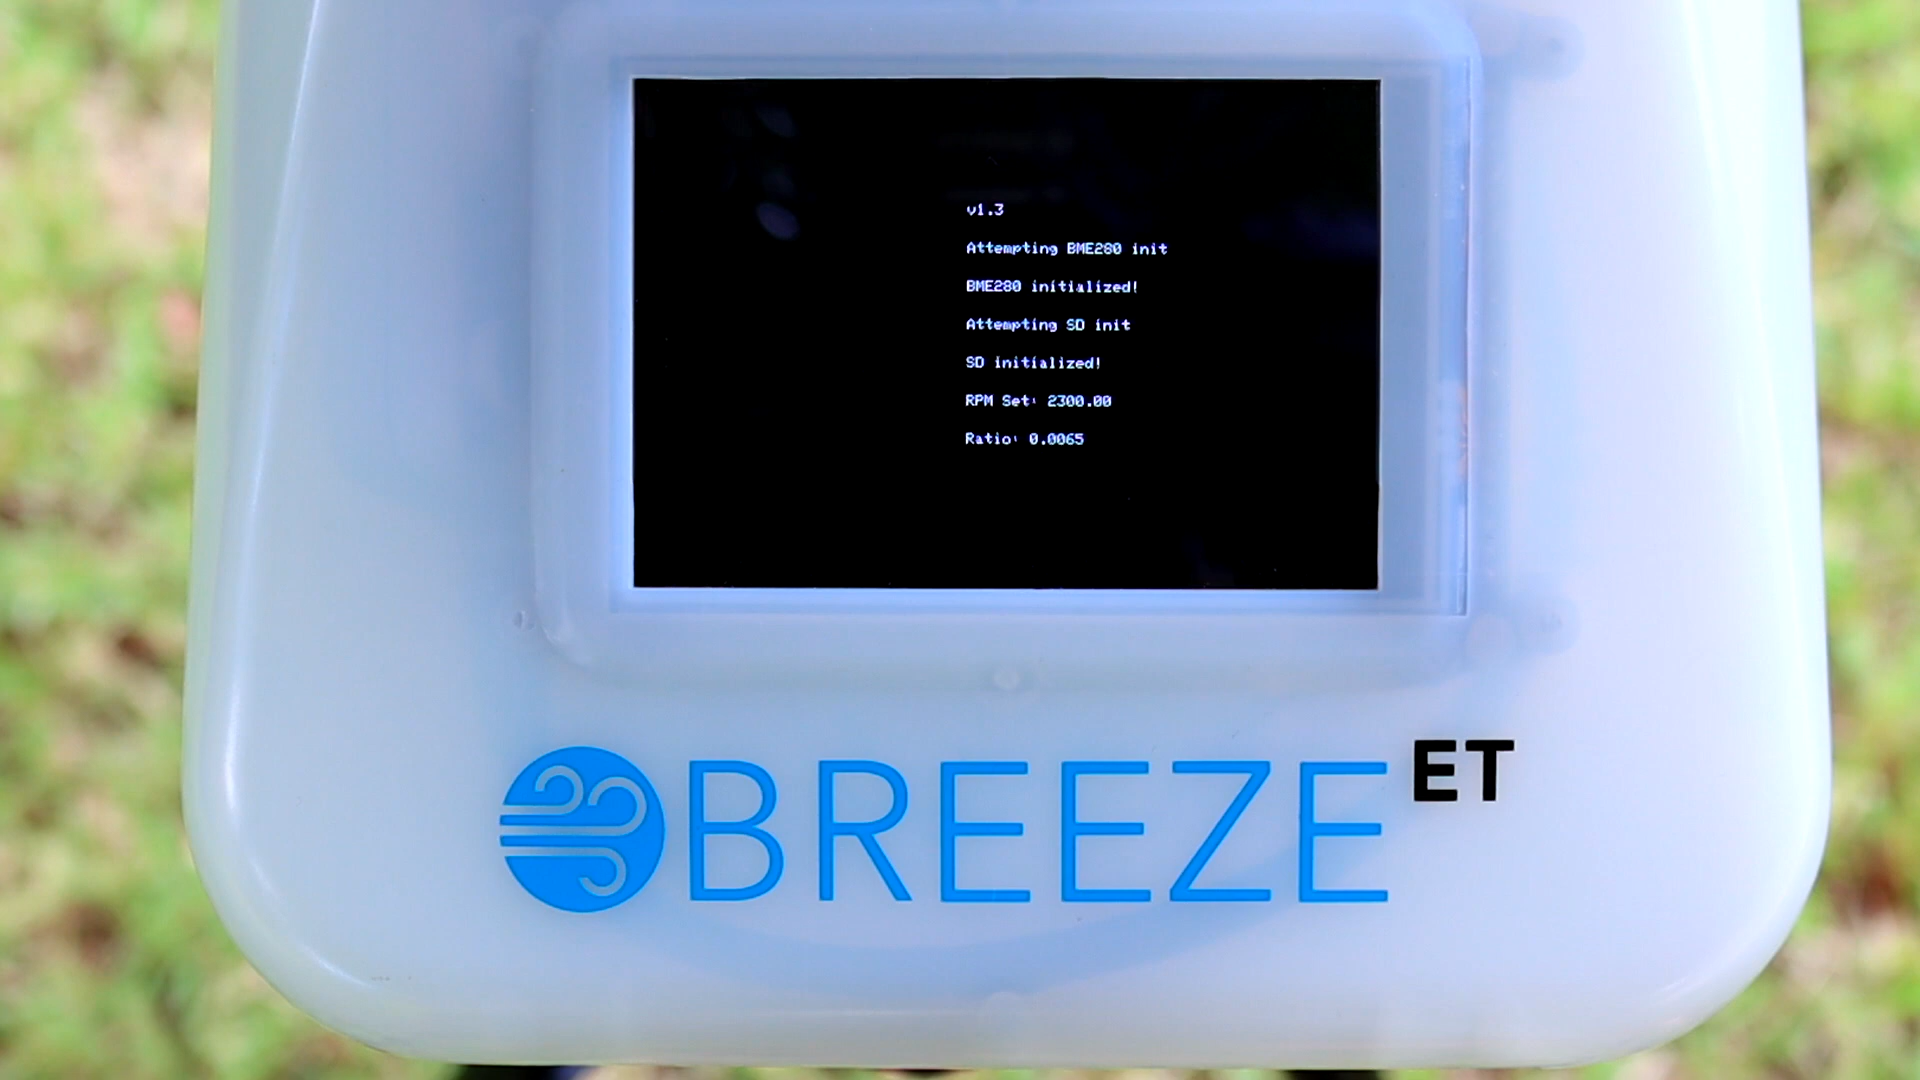 v1.3
Attempting BME280 init
BME280 initialized!
Attempting SD init
SD initialized!
RPM Set: 2300.00
Ratio: 0.0065
BREEZE ET